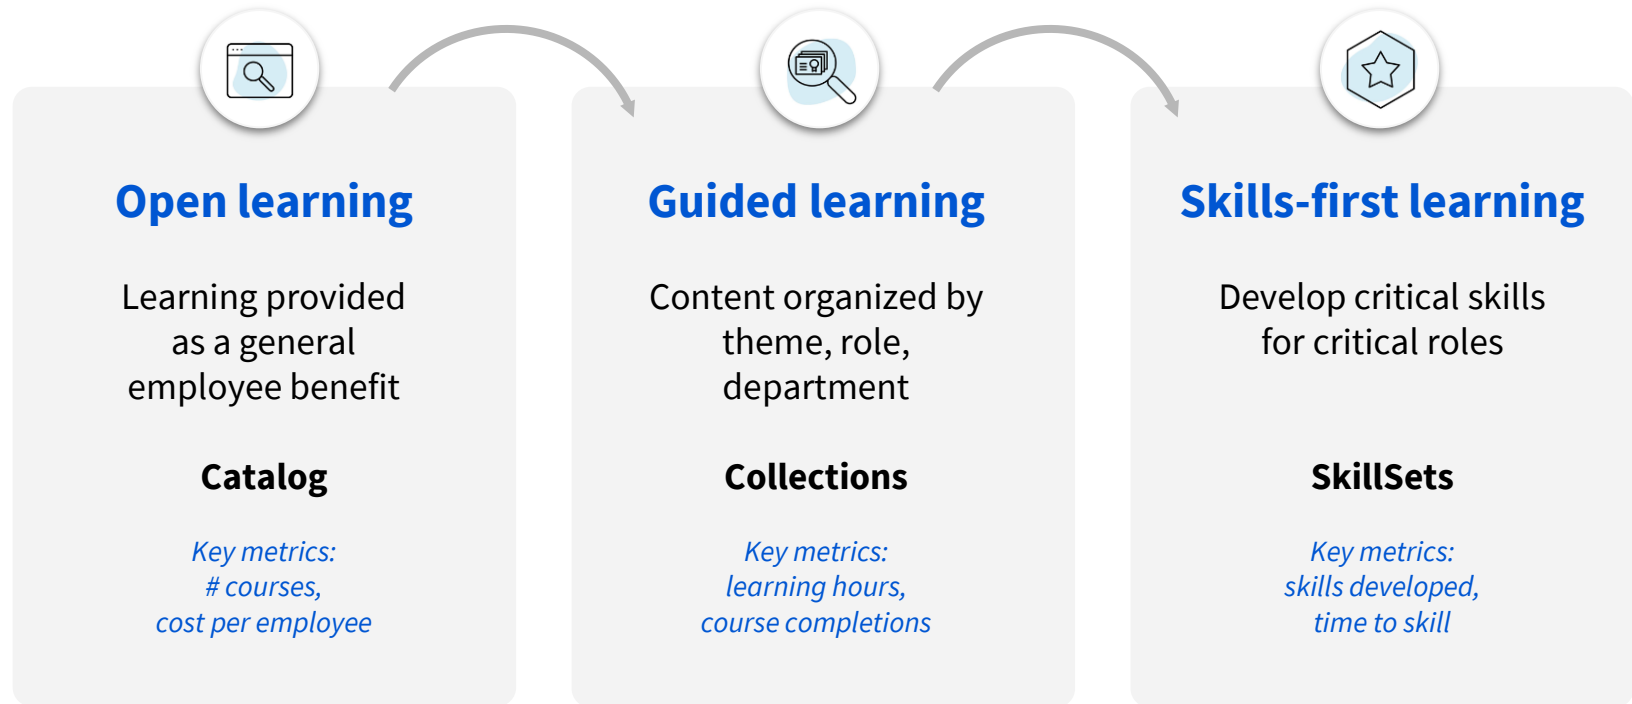 Open learning
Learning provided
as a general
employee benefit
Catalog
Key metrics:
# courses,
cost per employee
Guided learning
Content organized by
theme, role,
department
Collections
Key metrics:
learning hours,
course completions
Skills-first learning
Develop critical skills
for critical roles
SkillSets
Key metrics:
skills developed,
time to skill